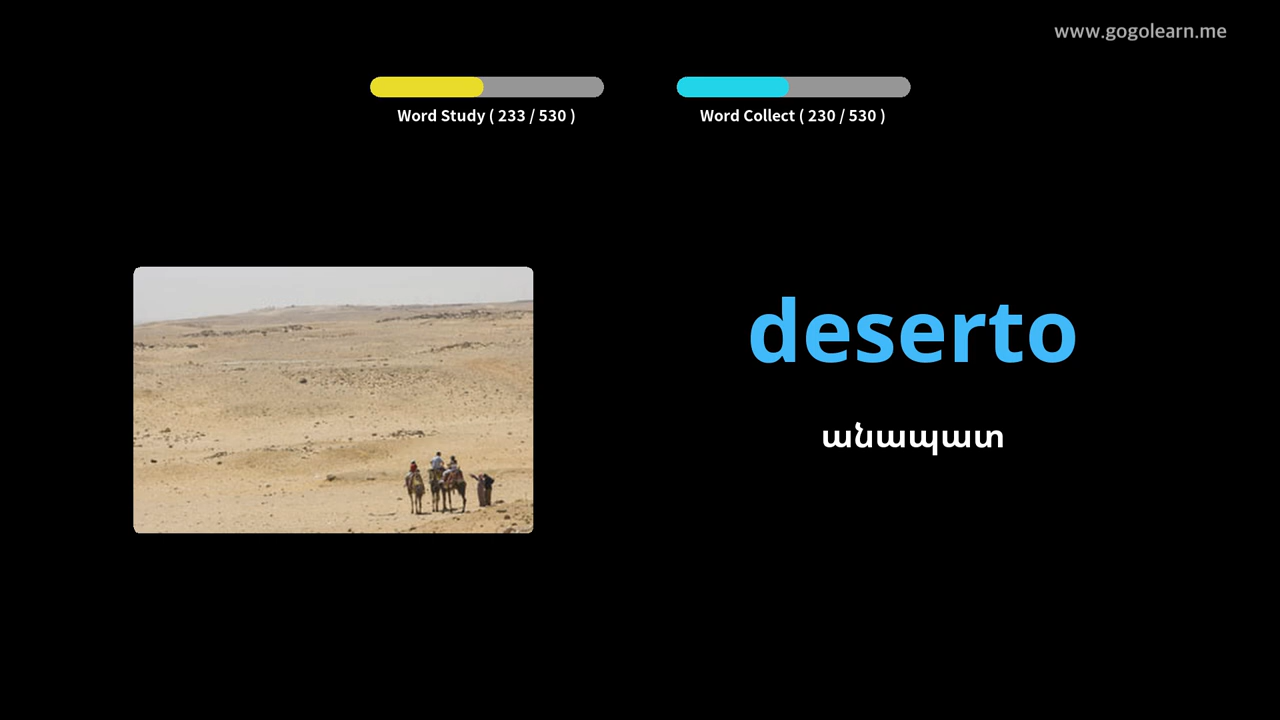 www.gogolearn.me
Word Study ( 233 / 530 )
Word Collect ( 230 / 530 )
deserto
անապատ